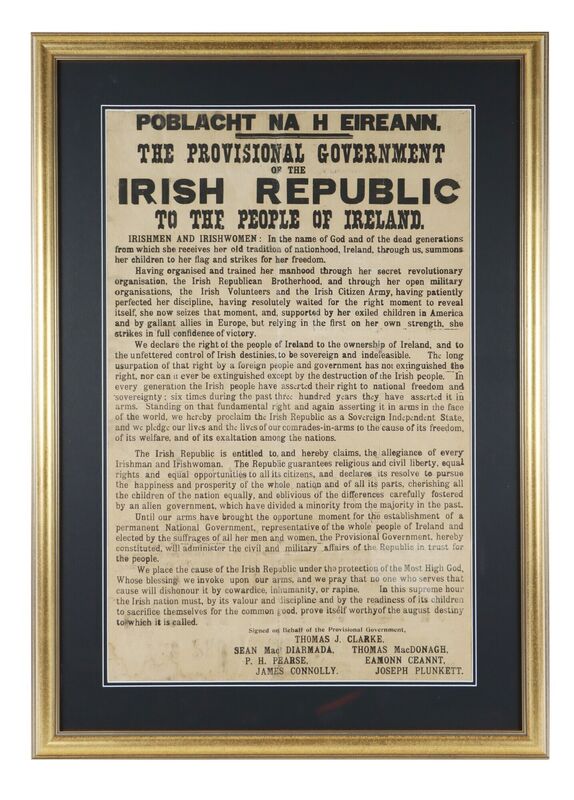 POBLACHT NA H EIREANN.
THE PROVISIONAL GOVERNMENT
OF THE
IRISH REPUBLIC
TO THE PEOPLE OF IRELAND.
IRISHMEN AND IRISHWOMEN: In the name of God and of the dead generations
from which she receives her old tradition of nationhood, Ireland, through us, summons
her children to her flag and strikes for her freedom.
Having organised and trained her manhood through her secret revolutionary
organisation, the Irish Republican Brotherhood, and through her open military
organisations, the Irish Volunteers and the Irish Citizen Army, having patiently
perfected her discipline, having resolutely waited for the right moment to reveal
itself, she now seizes that moment, and, supported by her exiled children in America
and by gallant allies in Europe, but relying in the first on her own strength, she
strikes in full confidence of victory.
We declare the right of the people of Ireland to the ownership of Ireland, and to
the unfettered control of Irish destinies, to be sovereign and indefeasible. The long
usurpation of that right by a foreign people and government has not extinguished the
right, nor can it ever be extinguished except by the destruction of the Irish people. In
every generation the Irish people have asserted their right to national freedom and
sovereignty; six times during the past three hundred years they have asserted it in
arms. Standing on that fundamental right and again asserting it in arms in the face
of the world, we hereby proclaim the Irish Republic as a Sovereign Independent State,
and we pledge our lives and the lives of our comrades-in-arms to the cause of its freedom,
of its welfare, and of its exaltation among the nations.
The Irish Republic is entitled to, and hereby claims, the allegiance of every
Irishman and Irishwoman. The Republic guarantees religious and civil liberty, equal
rights and equal opportunities to all its citizens, and declares its resolve to pursue
the happiness and prosperity of the whole nation and of all its parts, cherishing all
the children of the nation equally, and oblivious of the differences carefully fostered
by an alien government, which have divided a minority from the majority in the past.
Until our arms have brought the opportune moment for the establishment of a
permanent National Government, representative of the whole people of Ireland and
elected by the suffrages of all her men and women, the Provisional Government, hereby
constituted, will administer the civil and military affairs of the Republic in trust for
the people.
We place the cause of the Irish Republic under the protection of the Most High God,
Whose blessing we invoke upon our arms, and we pray that no one who serves that
cause will dishonour it by cowardice, inhumanity, or rapine. In this supreme hour
the Irish nation must, by its valour and discipline and by the readiness of its children
to sacrifice themselves for the common good, prove itself worthy of the august destiny
to which it is called.
Signed on Behalf of the Provisional Government,
THOMAS J. CLARKE,
SEAN Mac DIARMADA, THOMAS MacDONAGH,
P. H. PEARSE, EAMONN CEANNT,
JAMES CONNOLLY, JOSEPH PLUNKETT.